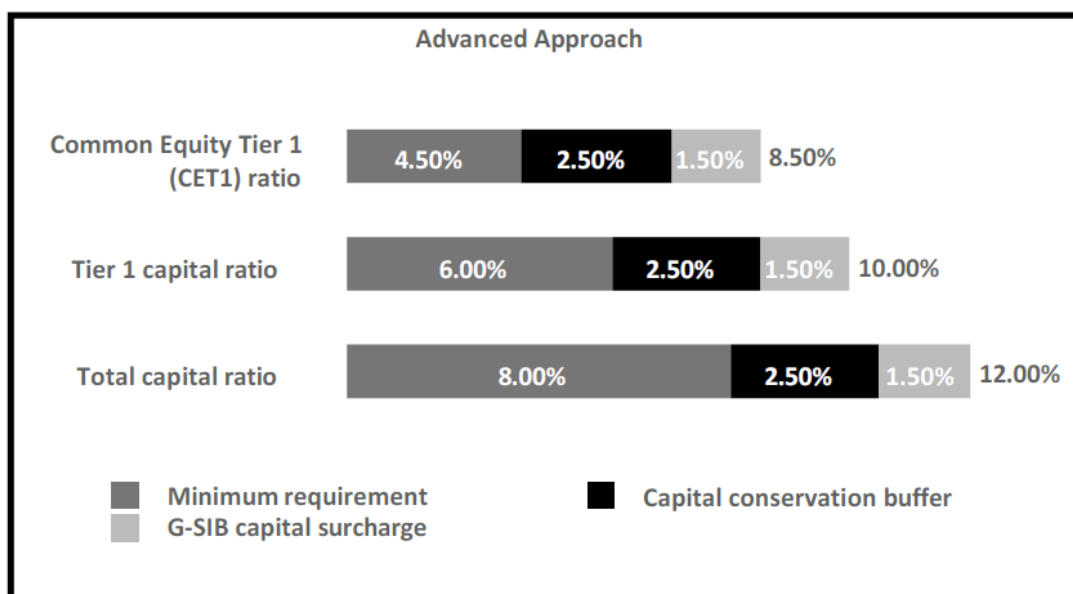 Advanced Approach
Common Equity Tier 1
(CET1) ratio
4.50% 2.50% 1.50% 8.50%
Tier 1 capital ratio
6.00% 2.50% 1.50% 10.00%
Total capital ratio
8.00% 2.50% 1.50% 12.00%
Minimum requirement
Capital conservation buffer
G-SIB capital surcharge